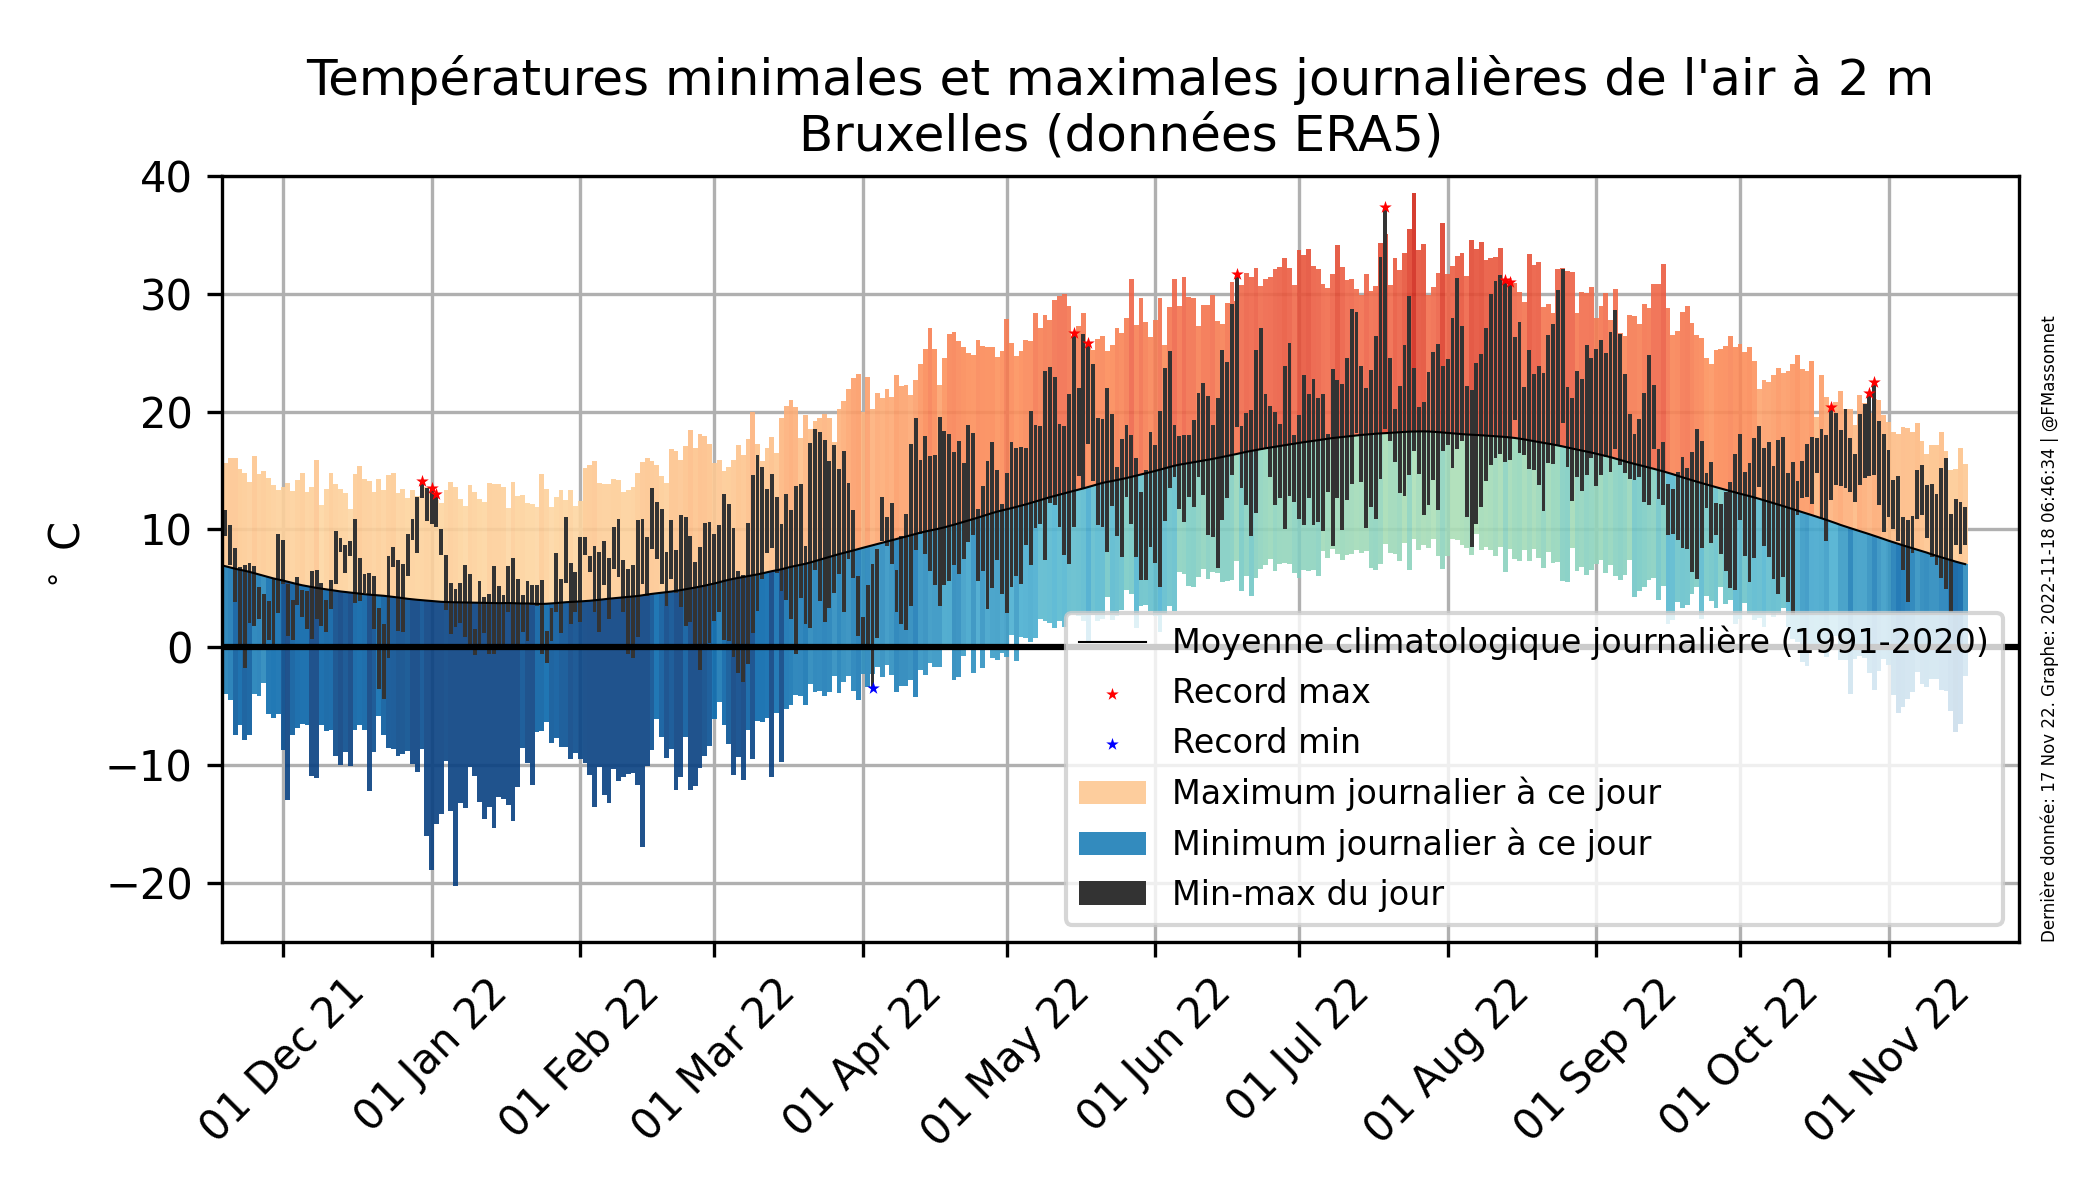 Températures minimales et maximales journalières de l'air à 2 m
Bruxelles (données ERA5)
40
30
20
10
0
−10
−20
° C
Moyenne climatologique journalière (1991-2020)
Record max
Record min
Maximum journalier à ce jour
Minimum journalier à ce jour
Min-max du jour
01 Dec 21
01 Jan 22
01 Feb 22
01 Mar 22
01 Apr 22
01 May 22
01 Jun 22
01 Jul 22
01 Aug 22
01 Sep 22
01 Oct 22
01 Nov 22
Dernière donnée: 17 Nov 22. Graphe: 2022-11-18 06:46:34 | @FMassonnet